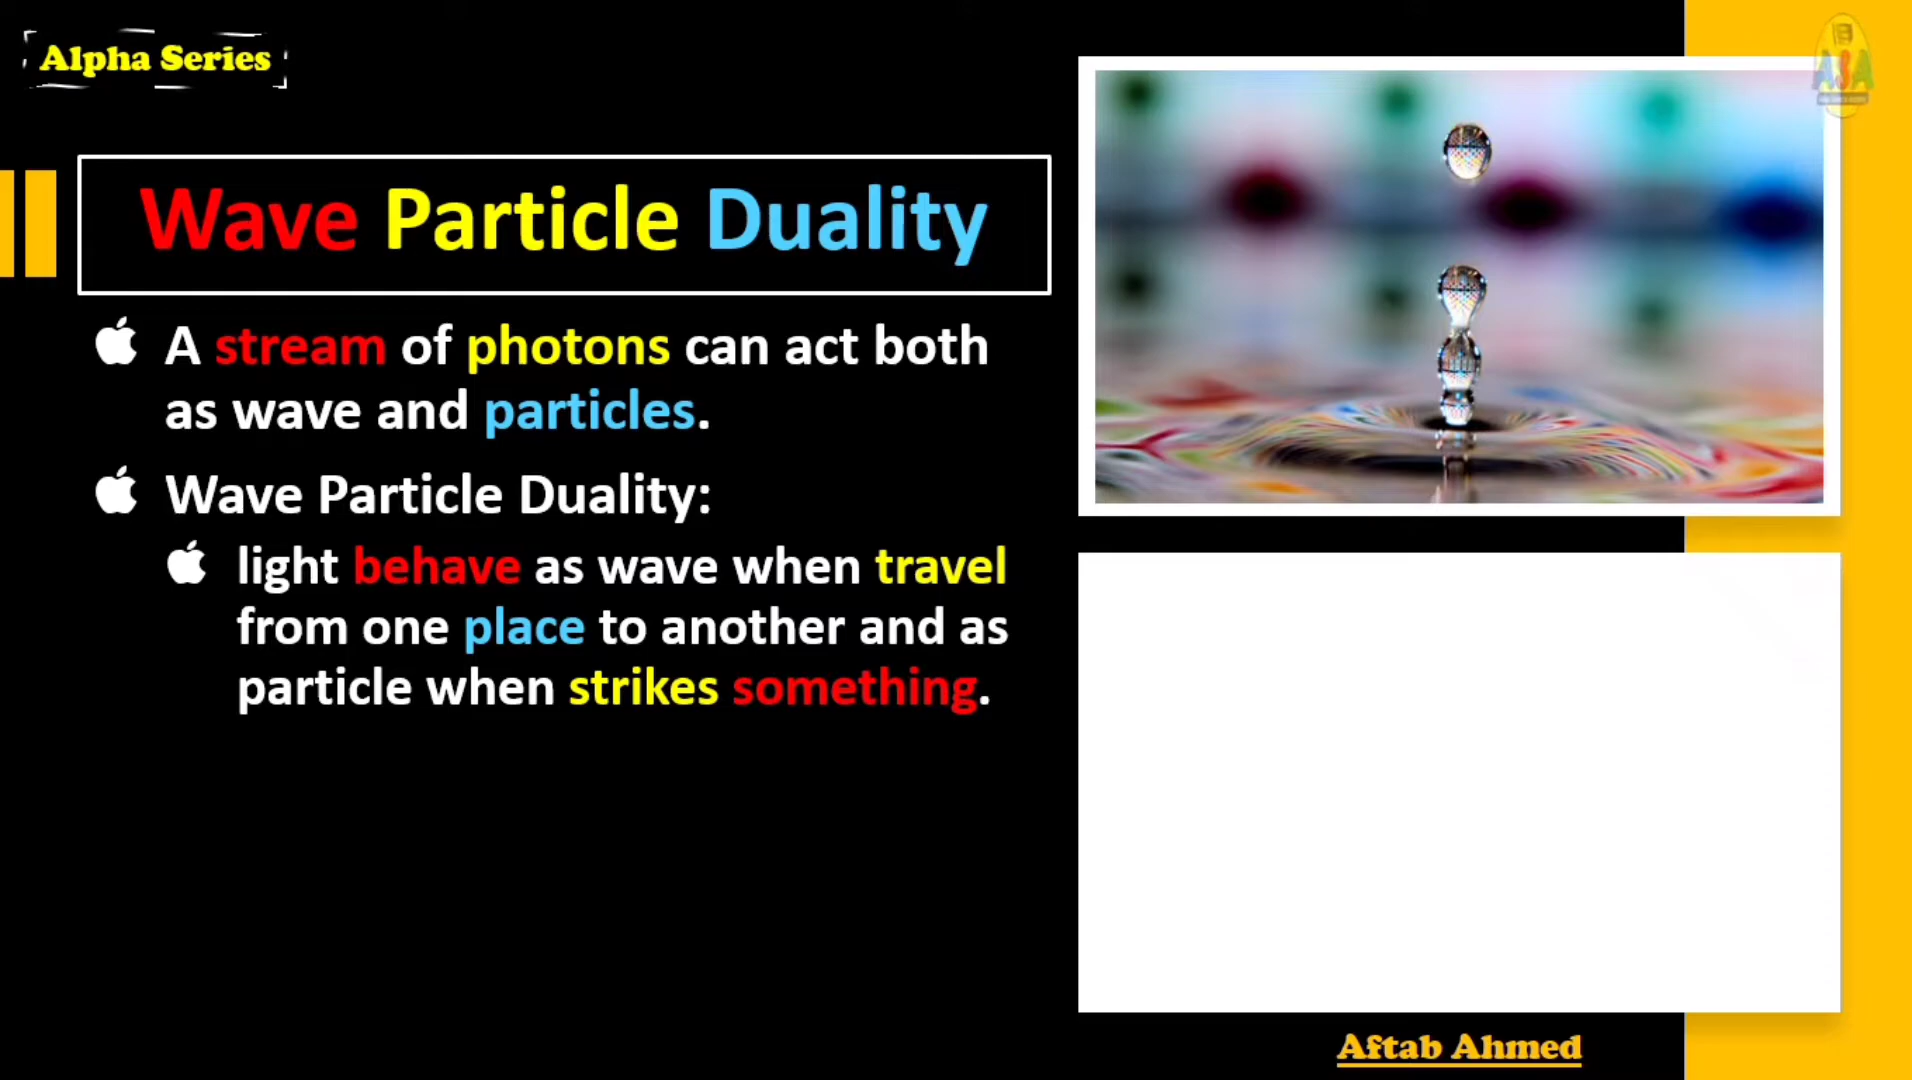 Alpha Series
Wave Particle Duality
A stream of photons can act both
as wave and particles.
Wave Particle Duality:
light behave as wave when travel
from one place to another and as
particle when strikes something.
ASA
Aftab Ahmed